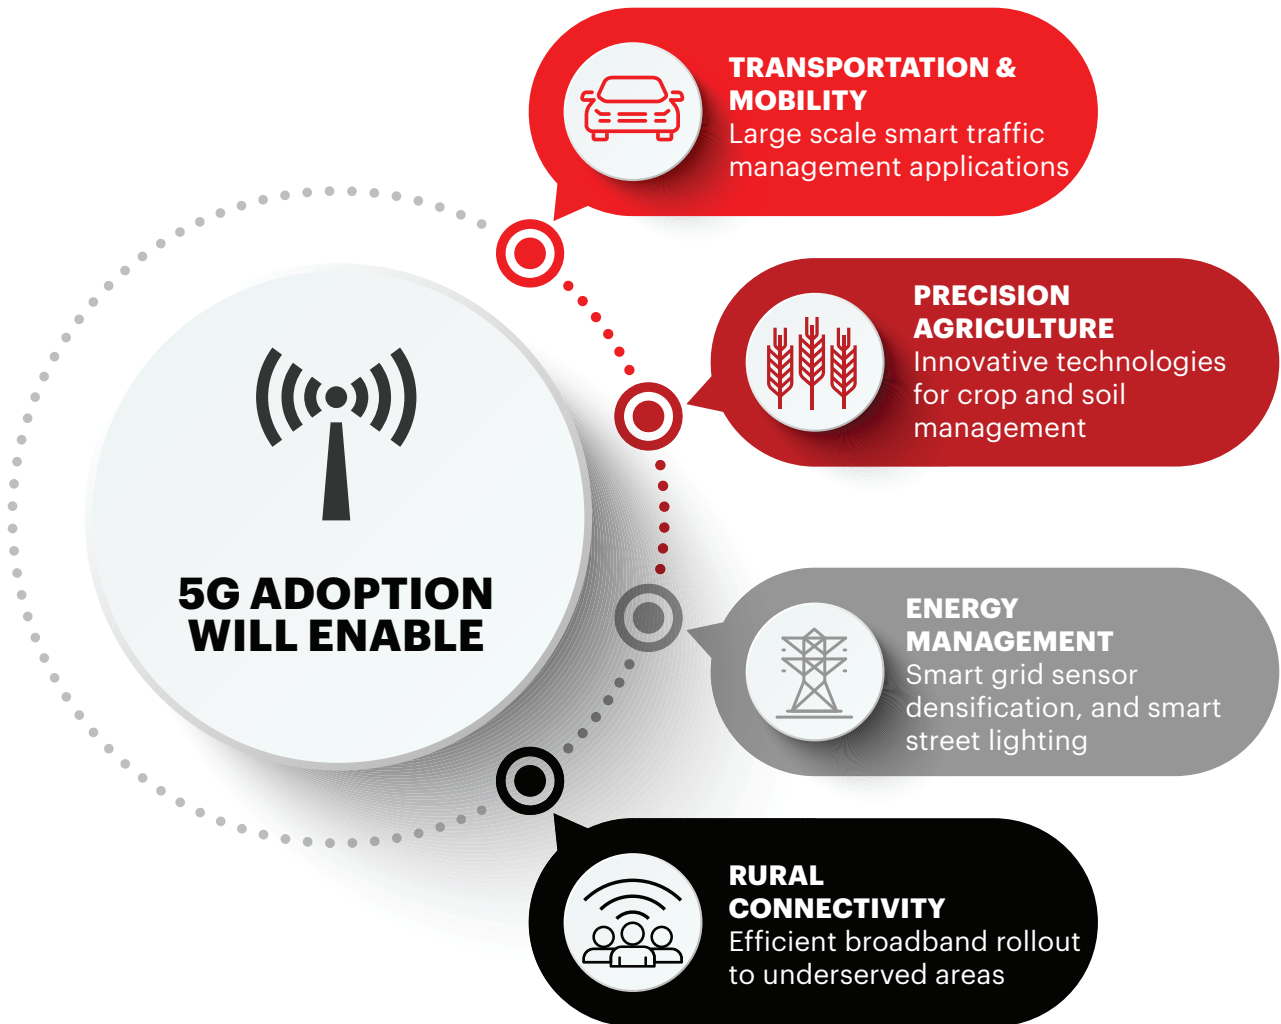 TRANSPORTATION &
MOBILITY
Large scale smart traffic
management applications
PRECISION
AGRICULTURE
Innovative technologies
for crop and soil
management
5G ADOPTION
WILL ENABLE
ENERGY
MANAGEMENT
Smart grid sensor
densification, and smart
street lighting
RURAL
CONNECTIVITY
Efficient broadband rollout
to underserved areas